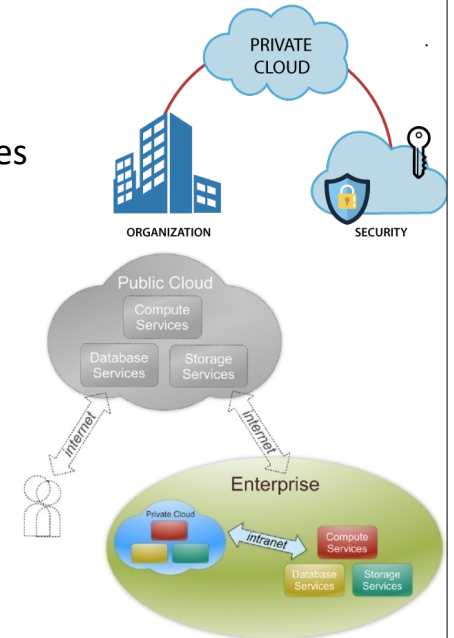 PRIVATE
CLOUD
es
ORGANIZATION
SECURITY
Public Cloud
Compute
Services
Database
Services
Storage
Services
internet
internet
Enterprise
Private Cloud
intranet
Compute
Services
Database
Services
Storage
Services